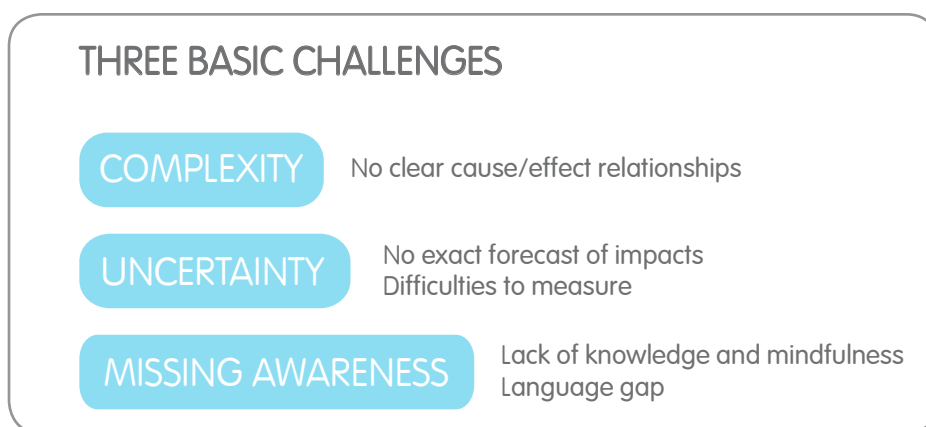 THREE BASIC CHALLENGES
COMPLEXITY
No clear cause/effect relationships
UNCERTAINTY
No exact forecast of impacts
Difficulties to measure
MISSING AWARENESS
Lack of knowledge and mindfulness
Language gap